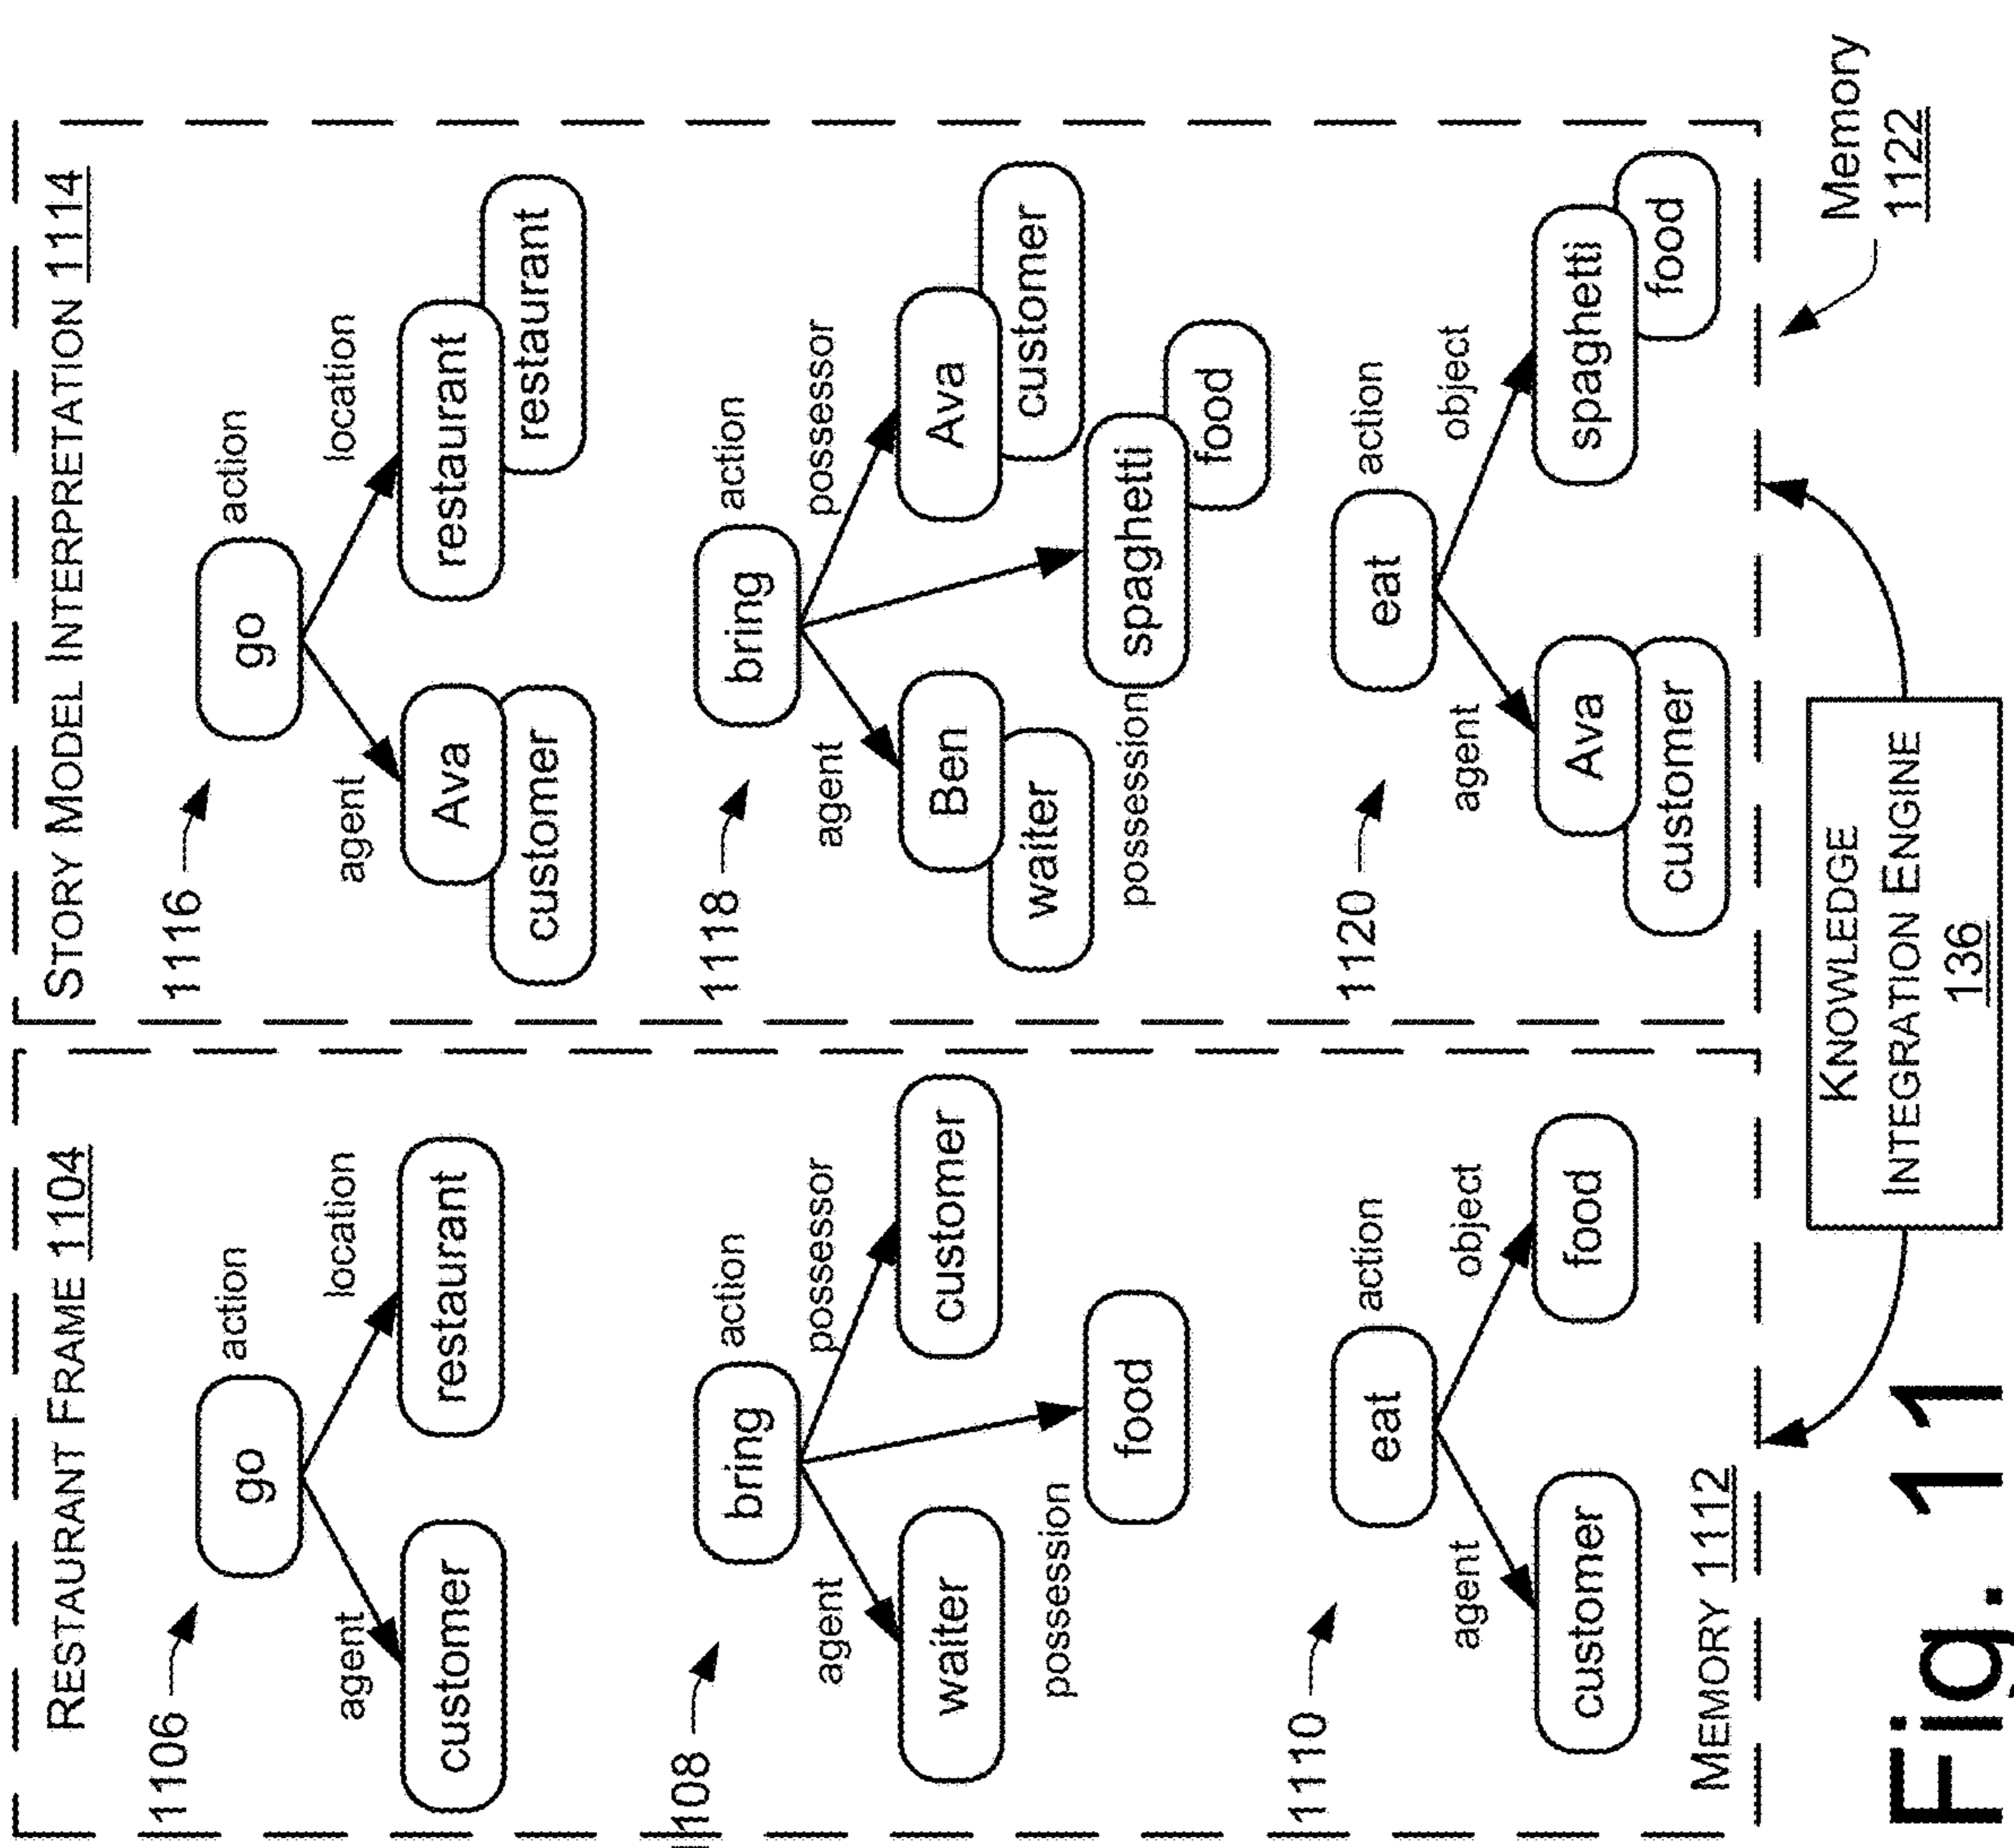 RESTAURANT FRAME 1104
1106
go
action
agent
location
customer
restaurant
1108
bring
action
agent
possessor
waiter
customer
possession
food
1110
eat
action
agent
object
customer
food
MEMORY 1112
STORY MODEL INTERPRETATION 1114
1116
go
action
agent
location
Ava
restaurant
customer
restaurant
1118
bring
action
agent
possessor
Ben
Ava
waiter
customer
possession
spaghetti
food
1120
eat
action
agent
object
Ava
spaghetti
customer
food
Memory
1122
KNOWLEDGE
INTEGRATION ENGINE
136
Fig. 11